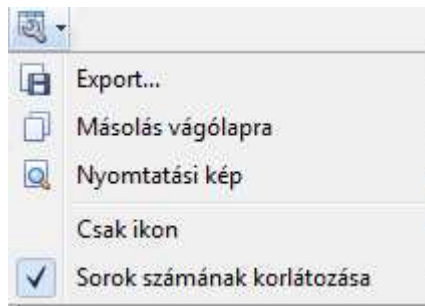 Export...
Másolás vágólapra
Nyomtatási kép
Csak ikon
Sorok számának korlátozása